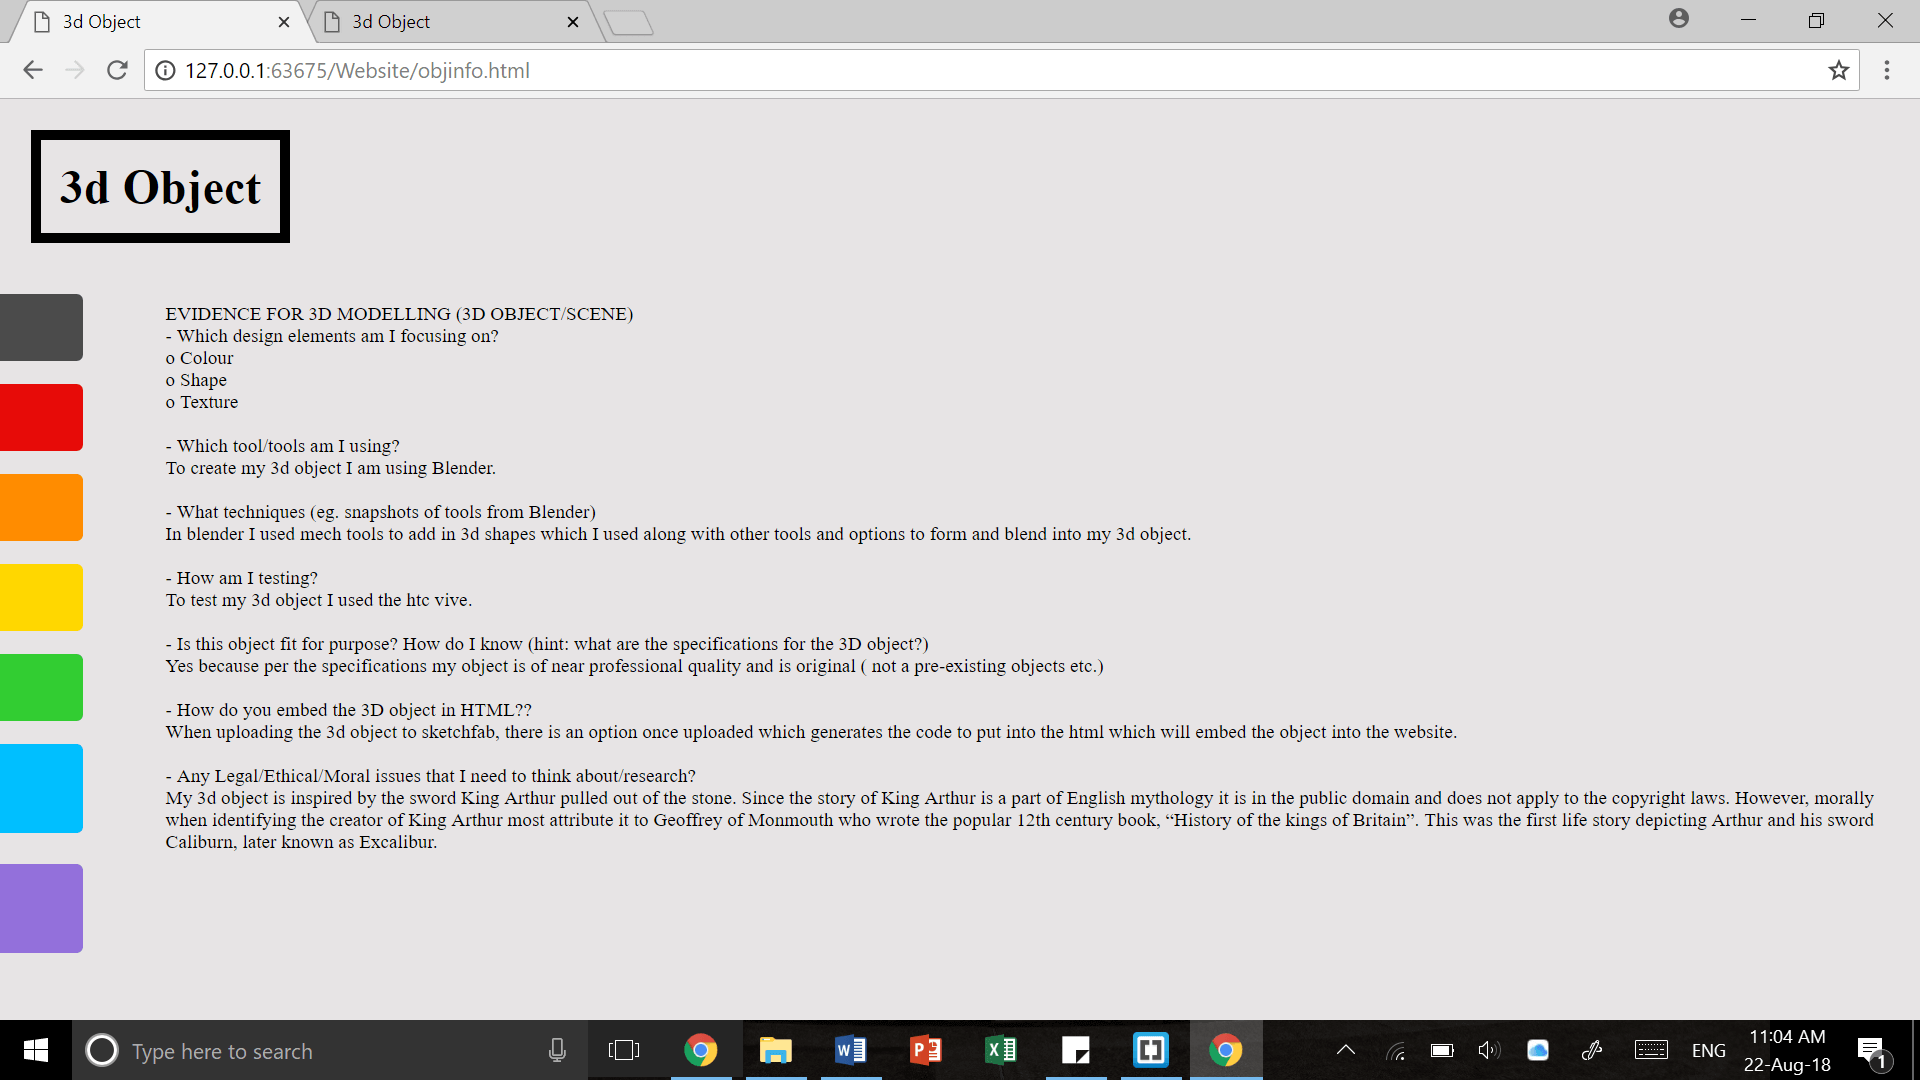 3d Object
3d Object
127.0.0.1:63675/Website/objinfo.html
3d Object
EVIDENCE FOR 3D MODELLING (3D OBJECT/SCENE)
- Which design elements am I focusing on?
o Colour
o Shape
o Texture
- Which tool/tools am I using?
To create my 3d object I am using Blender.
- What techniques (eg. snapshots of tools from Blender)
In blender I used mech tools to add in 3d shapes which I used along with other tools and options to form and blend into my 3d object.
- How am I testing?
To test my 3d object I used the htc vive.
- Is this object fit for purpose? How do I know (hint: what are the specifications for the 3D object?)
Yes because per the specifications my object is of near professional quality and is original ( not a pre-existing objects etc.)
- How do you embed the 3D object in HTML??
When uploading the 3d object to sketchfab, there is an option once uploaded which generates the code to put into the html which will embed the object into the website.
- Any Legal/Ethical/Moral issues that I need to think about/research?
My 3d object is inspired by the sword King Arthur pulled out of the stone. Since the story of King Arthur is a part of English mythology it is in the public domain and does not apply to the copyright laws. However, morally
when identifying the creator of King Arthur most attribute it to Geoffrey of Monmouth who wrote the popular 12th century book, “History of the kings of Britain”. This was the first life story depicting Arthur and his sword
Caliburn, later known as Excalibur.
Type here to search
ENG
11:04 AM
22-Aug-18
1